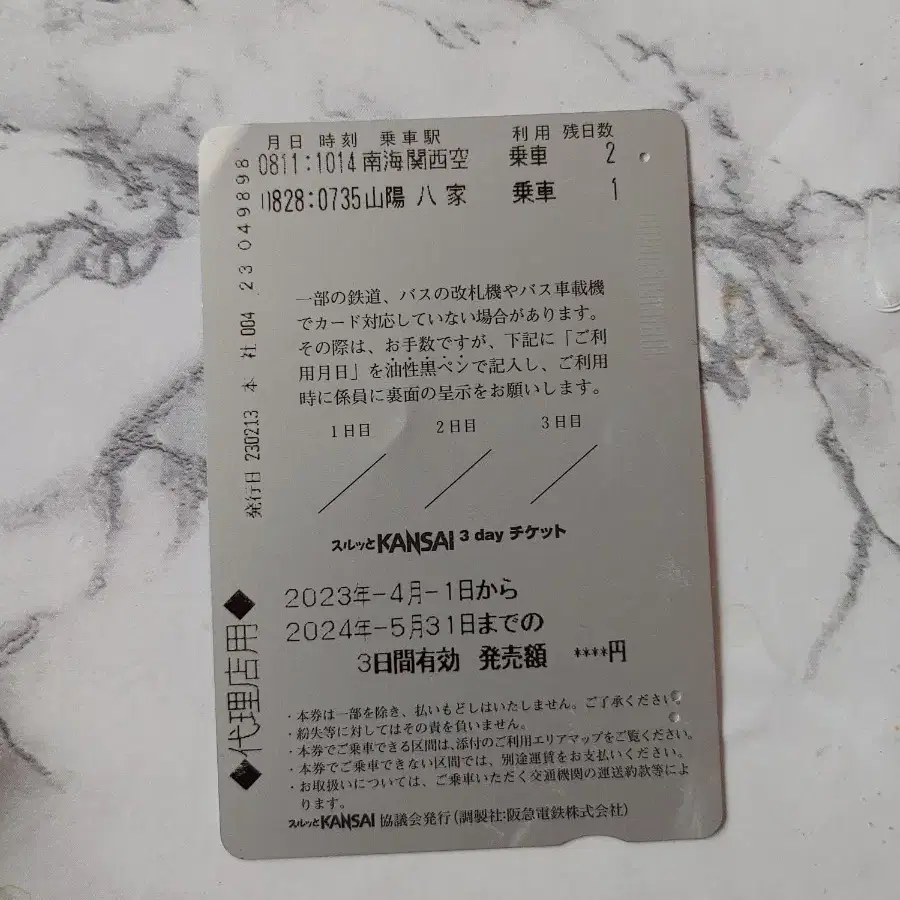 月日 時刻 乗車駅 利用 残日数
0811:1014 南海関西空 乗車 2
0828:0735 山陽 八家 乗車 1
一部の鉄道、バスの改札機やバス車載機
でカード対応していない場合があります。
その際は、お手数ですが、下記に「ご利
用月日」を油性黒ペンで記入し、ご利用
時に係員に裏面の呈示をお願いします。
1日目 2日目 3日目
スルッとKANSAI 3 day チケット
2023年-4月-1日から
2024年-5月31日までの
3日間有効 発売額 ****円
・本券は一部を除き、払いもどしはいたしません。ご了承ください。
・紛失等に対してはその責を負いません。
・本券でご乗車できる区間は、添付のご利用エリアマップをご覧ください。
・本券でご乗車できない区間では、別途運賃をお支払いください。
・お取扱いについては、ご乗車いただく交通機関の運送約款等によ
ります。
スルッとKANSAI 協議会発行(調製社:阪急電鉄株式会社)
発行日 230213 本 社 004 23 049898
◆代理店用◆